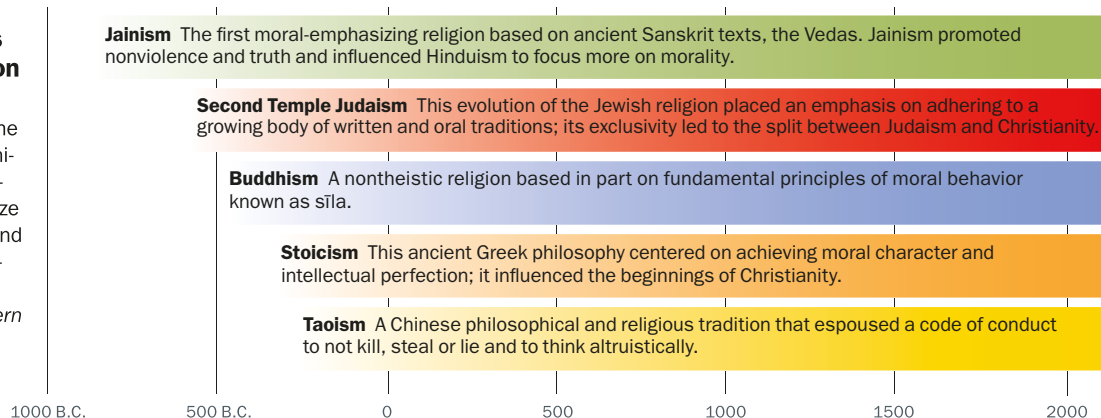 on
ze
nd
ern
Jainism The first moral-emphasizing religion based on ancient Sanskrit texts, the Vedas. Jainism promoted
nonviolence and truth and influenced Hinduism to focus more on morality.
Second Temple Judaism This evolution of the Jewish religion placed an emphasis on adhering to a
growing body of written and oral traditions; its exclusivity led to the split between Judaism and Christianity.
Buddhism A nontheistic religion based in part on fundamental principles of moral behavior
known as sīla.
Stoicism This ancient Greek philosophy centered on achieving moral character and
intellectual perfection; it influenced the beginnings of Christianity.
Taoism A Chinese philosophical and religious tradition that espoused a code of conduct
to not kill, steal or lie and to think altruistically.
1000 B.C. 500 B.C. 0 500 1000 1500 2000